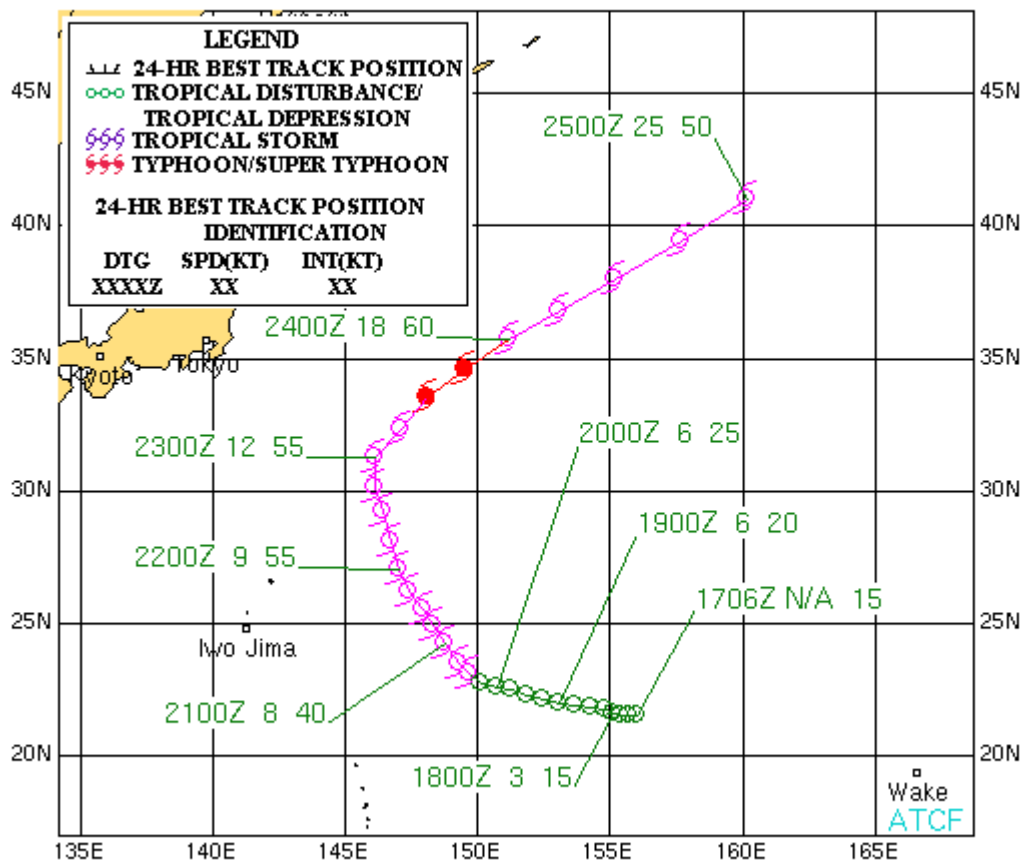 LEGEND
24-HR BEST TRACK POSITION
TROPICAL DISTURBANCE/
TROPICAL DEPRESSION
TROPICAL STORM
TYPHOON/SUPER TYPHOON
24-HR BEST TRACK POSITION
IDENTIFICATION
DTG SPD(KT) INT(KT)
XXXXZ XX XX
45N 45N
2500Z 25 50
40N 40N
2400Z 18 60
35N 35N
Kyoto Tokyo
2300Z 12 55
2000Z 6 25
30N 30N
1900Z 6 20
2200Z 9 55
1706Z N/A 15
25N 25N
Iwo Jima
2100Z 8 40
20N 20N
1800Z 3 15
Wake
ATCF
135E 140E 145E 150E 155E 160E 165E